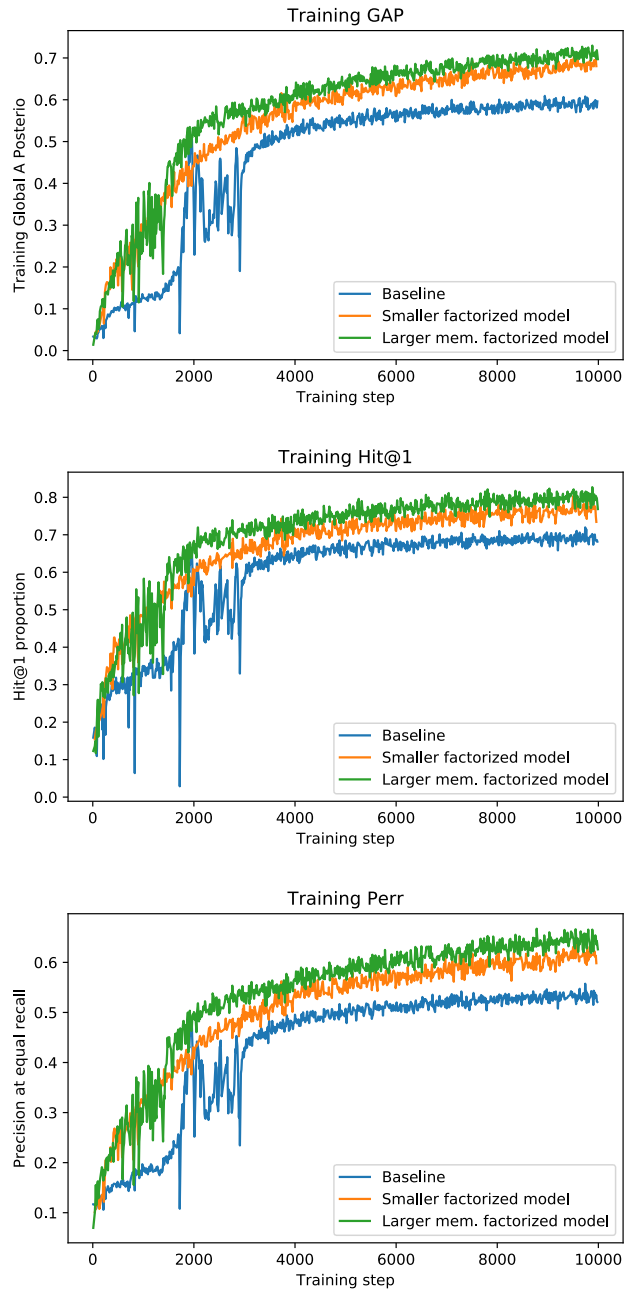 Training GAP
Training Global A Posterio
0.7
0.6
0.5
0.4
0.3
0.2
0.1
0.0
Baseline
Smaller factorized model
Larger mem. factorized model
0 2000 4000 6000 8000 10000
Training step
Training Hit@1
Hit@1 proportion
0.8
0.7
0.6
0.5
0.4
0.3
0.2
0.1
0.0
Baseline
Smaller factorized model
Larger mem. factorized model
0 2000 4000 6000 8000 10000
Training step
Training Perr
Precision at equal recall
0.6
0.5
0.4
0.3
0.2
0.1
Baseline
Smaller factorized model
Larger mem. factorized model
0 2000 4000 6000 8000 10000
Training step